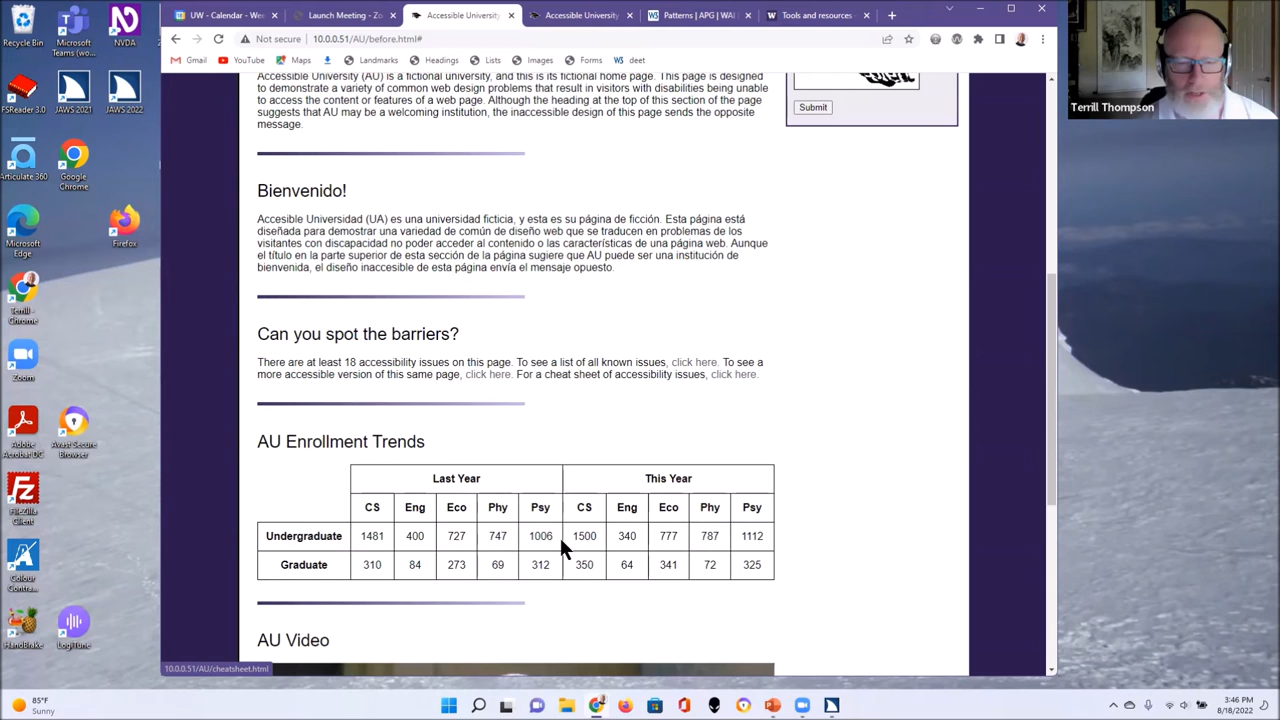 Recycle Bin
Microsoft Teams (wo...
NVDA
FSReader 3.0
JAWS 2021
JAWS 2022
Articulate 360
Google Chrome
Microsoft Edge
Firefox
Terrill - Chrome
Zoom
Adobe Acrobat DC
Avast Secure Browser
FileZilla Client
Colour Contra...
HandBrake
LogiTune
UW - Calendar - We
Launch Meeting - Zo
Accessible University
Accessible University
Patterns | APG | WAI |
Tools and resources
Not secure | 10.0.0.51/AU/before.html#
Gmail YouTube Maps Landmarks Headings Lists Images Forms deet
Accessible University (AU) is a fictional university, and this is its fictional home page. This page is designed
to demonstrate a variety of common web design problems that result in visitors with disabilities being unable
to access the content or features of a web page. Although the heading at the top of this section of the page
suggests that AU may be a welcoming institution, the inaccessible design of this page sends the opposite
message.
Submit
Terrill Thompson
Bienvenido!
Accesible Universidad (UA) es una universidad ficticia, y esta es su página de ficción. Esta página está
diseñada para demostrar una variedad de común de diseño web que se traducen en problemas de los
visitantes con discapacidad no poder acceder al contenido o las características de una página web. Aunque
el título en la parte superior de esta sección de la página sugiere que AU puede ser una institución de
bienvenida, el diseño inaccesible de esta página envía el mensaje opuesto.
Can you spot the barriers?
There are at least 18 accessibility issues on this page. To see a list of all known issues, click here. To see a
more accessible version of this same page, click here. For a cheat sheet of accessibility issues, click here.
AU Enrollment Trends
Last Year This Year
CS Eng Eco Phy Psy CS Eng Eco Phy Psy
Undergraduate 1481 400 727 747 1006 1500 340 777 787 1112
Graduate 310 84 273 69 312 350 64 341 72 325
AU Video
10.0.0.51/AU/cheatsheet.html
85°F
Sunny
3:46 PM
8/18/2022